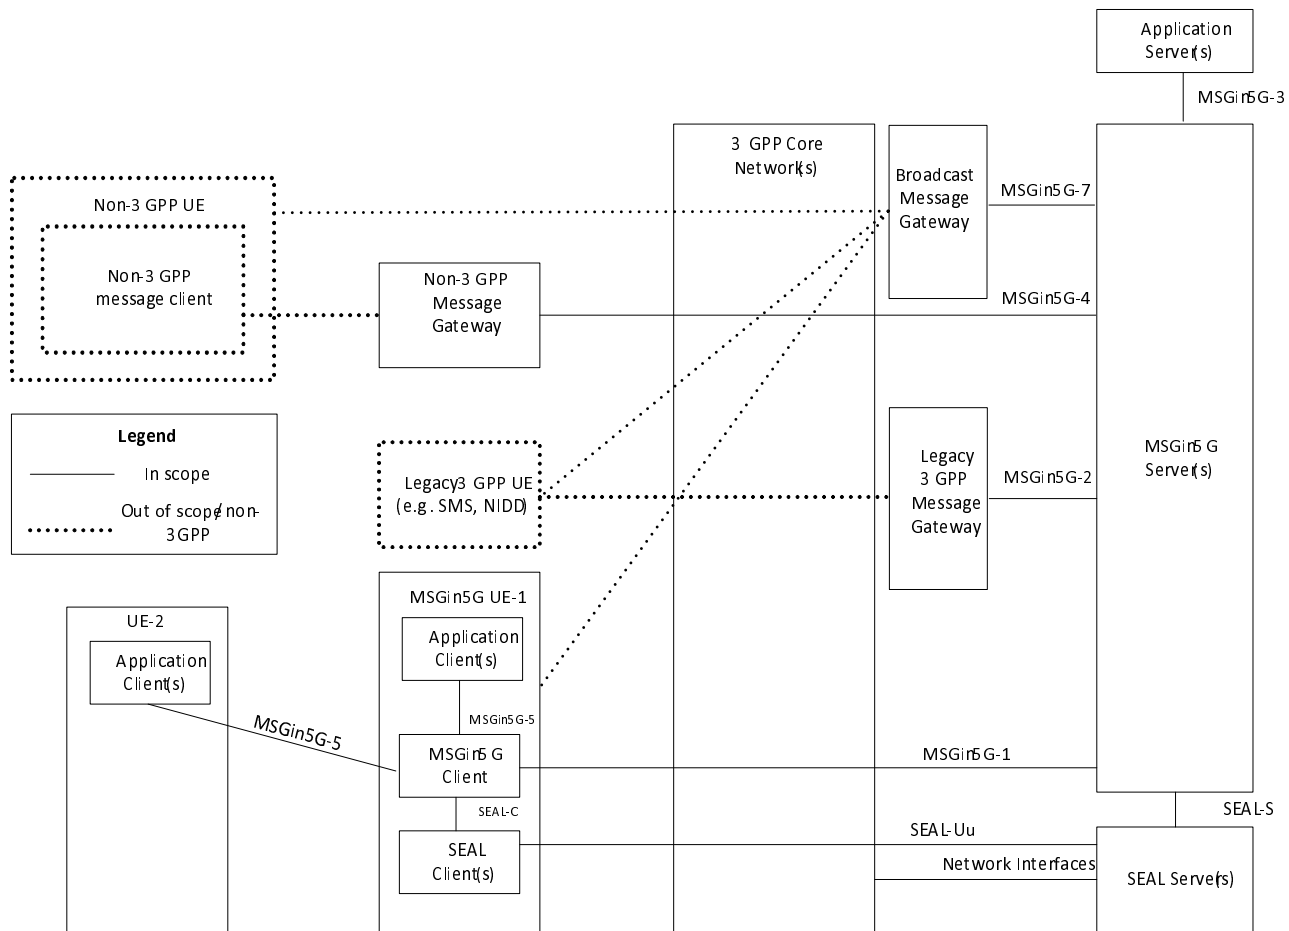 Application
Server(s)
MSGin5G-3
3 GPP Core
Network(s)
Broadcast
Message
Gateway
MSGin5G-7
Non-3 GPP UE
Non-3 GPP
message client
Non-3 GPP
Message
Gateway
MSGin5G-4
Legend
In scope
Out of scope/non-
3GPP
Legacy3 GPP UE
(e.g. SMS, NIDD)
Legacy
3 GPP
Message
Gateway
MSGin5G-2
MSGin5 G
Server(s)
UE-2
Application
Client(s)
MSGin5G-5
MSGin5G UE-1
Application
Client(s)
MSGin5G-5
MSGin5 G
Client
MSGin5G-1
SEAL-C
SEAL-S
SEAL
Client(s)
SEAL-Uu
Network Interfaces
SEAL Server(s)